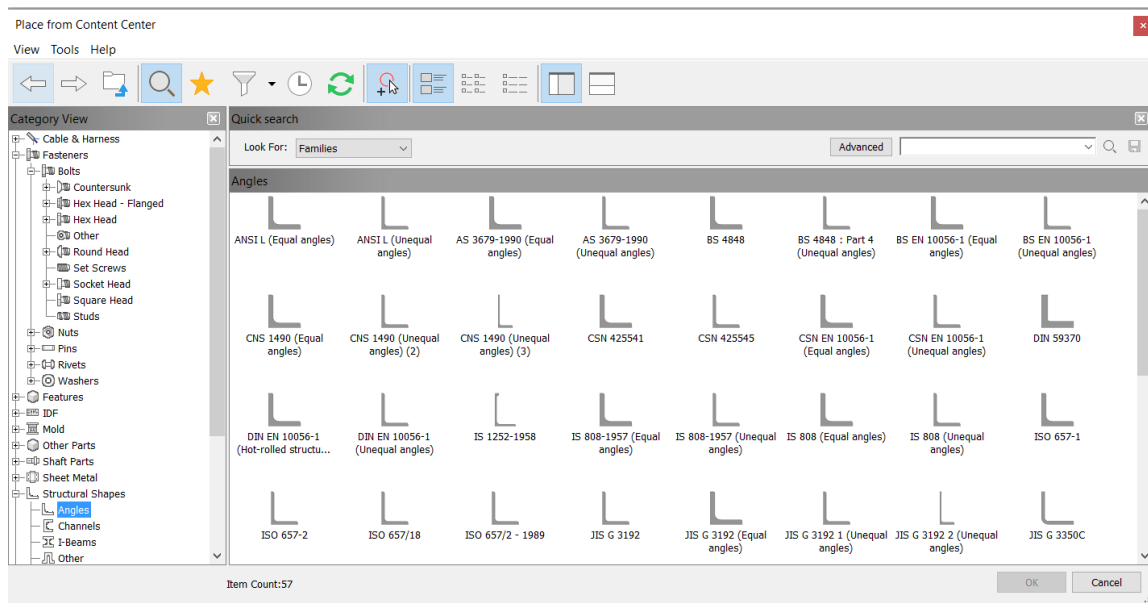 Place from Content Center
View Tools Help
Category View
Quick search
Cable & Harness
Fasteners
Bolts
Countersunk
Hex Head - Flanged
Hex Head
Other
Round Head
Set Screws
Socket Head
Square Head
Studs
Nuts
Pins
Rivets
Washers
Features
IDF
Mold
Other Parts
Shaft Parts
Sheet Metal
Structural Shapes
Angles
Channels
I-Beams
Other
Look For: Families
Advanced
Angles
ANSI L (Equal angles)
ANSI L (Unequal
angles)
AS 3679-1990 (Equal
angles)
AS 3679-1990
(Unequal angles)
BS 4848
BS 4848 : Part 4
(Unequal angles)
BS EN 10056-1 (Equal
angles)
BS EN 10056-1
(Unequal angles)
CNS 1490 (Equal
angles)
CNS 1490 (Unequal
angles) (2)
CNS 1490 (Unequal
angles) (3)
CSN 425541
CSN 425545
CSN EN 10056-1
(Equal angles)
CSN EN 10056-1
(Unequal angles)
DIN 59370
DIN EN 10056-1
(Hot-rolled structu...
DIN EN 10056-1
(Unequal angles)
IS 1252-1958
IS 808-1957 (Equal
angles)
IS 808-1957 (Unequal
angles)
IS 808 (Equal angles)
IS 808 (Unequal
angles)
ISO 657-1
ISO 657-2
ISO 657/18
ISO 657/2 - 1989
JIS G 3192
JIS G 3192 (Equal
angles)
JIS G 3192 1 (Unequal
angles)
JIS G 3192 2 (Unequal
angles)
JIS G 3350C
Item Count:57
OK
Cancel